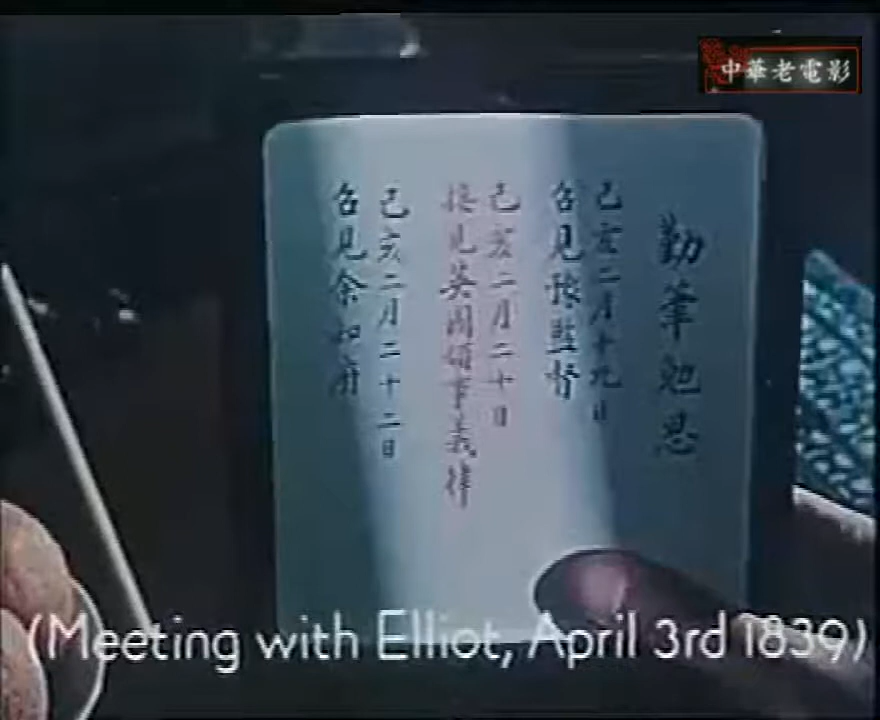 中華老電影
勤筆勉思
己亥二月十九日
召見豫監督
己亥二月二十日
接見英國領事義律
己亥二月二十二日
召見余知府
(Meeting with Elliot, April 3rd 1839)